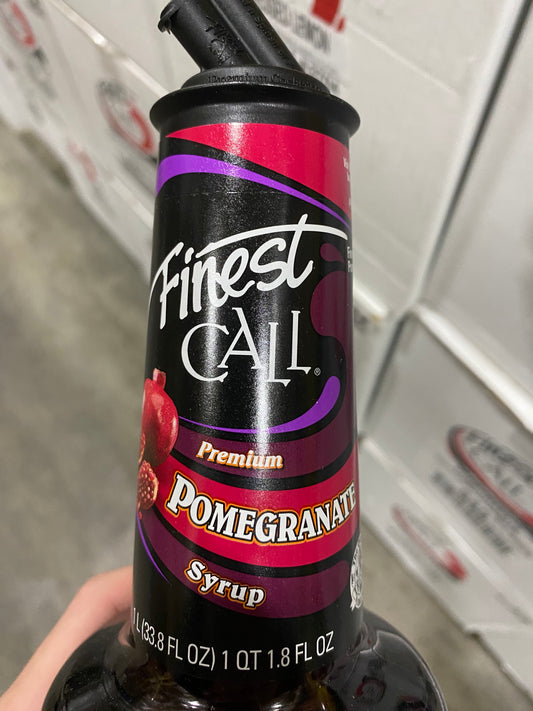 Finest
CALL®
Premium
POMEGRANATE
Syrup
1 L (33.8 FL OZ) 1 QT 1.8 FL OZ